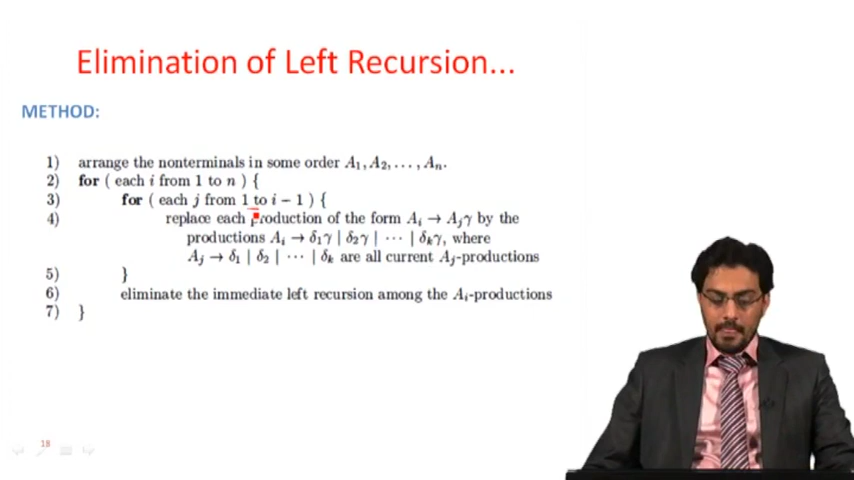 Elimination of Left Recursion...
METHOD:
1) arrange the nonterminals in some order A₁, A₂, ..., Aₙ.
2) for ( each i from 1 to n ) {
3) for ( each j from 1 to i − 1 ) {
4) replace each production of the form Aᵢ → Aⱼγ by the
productions Aᵢ → δ₁γ | δ₂γ | ··· | δₖγ, where
Aⱼ → δ₁ | δ₂ | ··· | δₖ are all current Aⱼ-productions
5) }
6) eliminate the immediate left recursion among the Aᵢ-productions
7) }
18